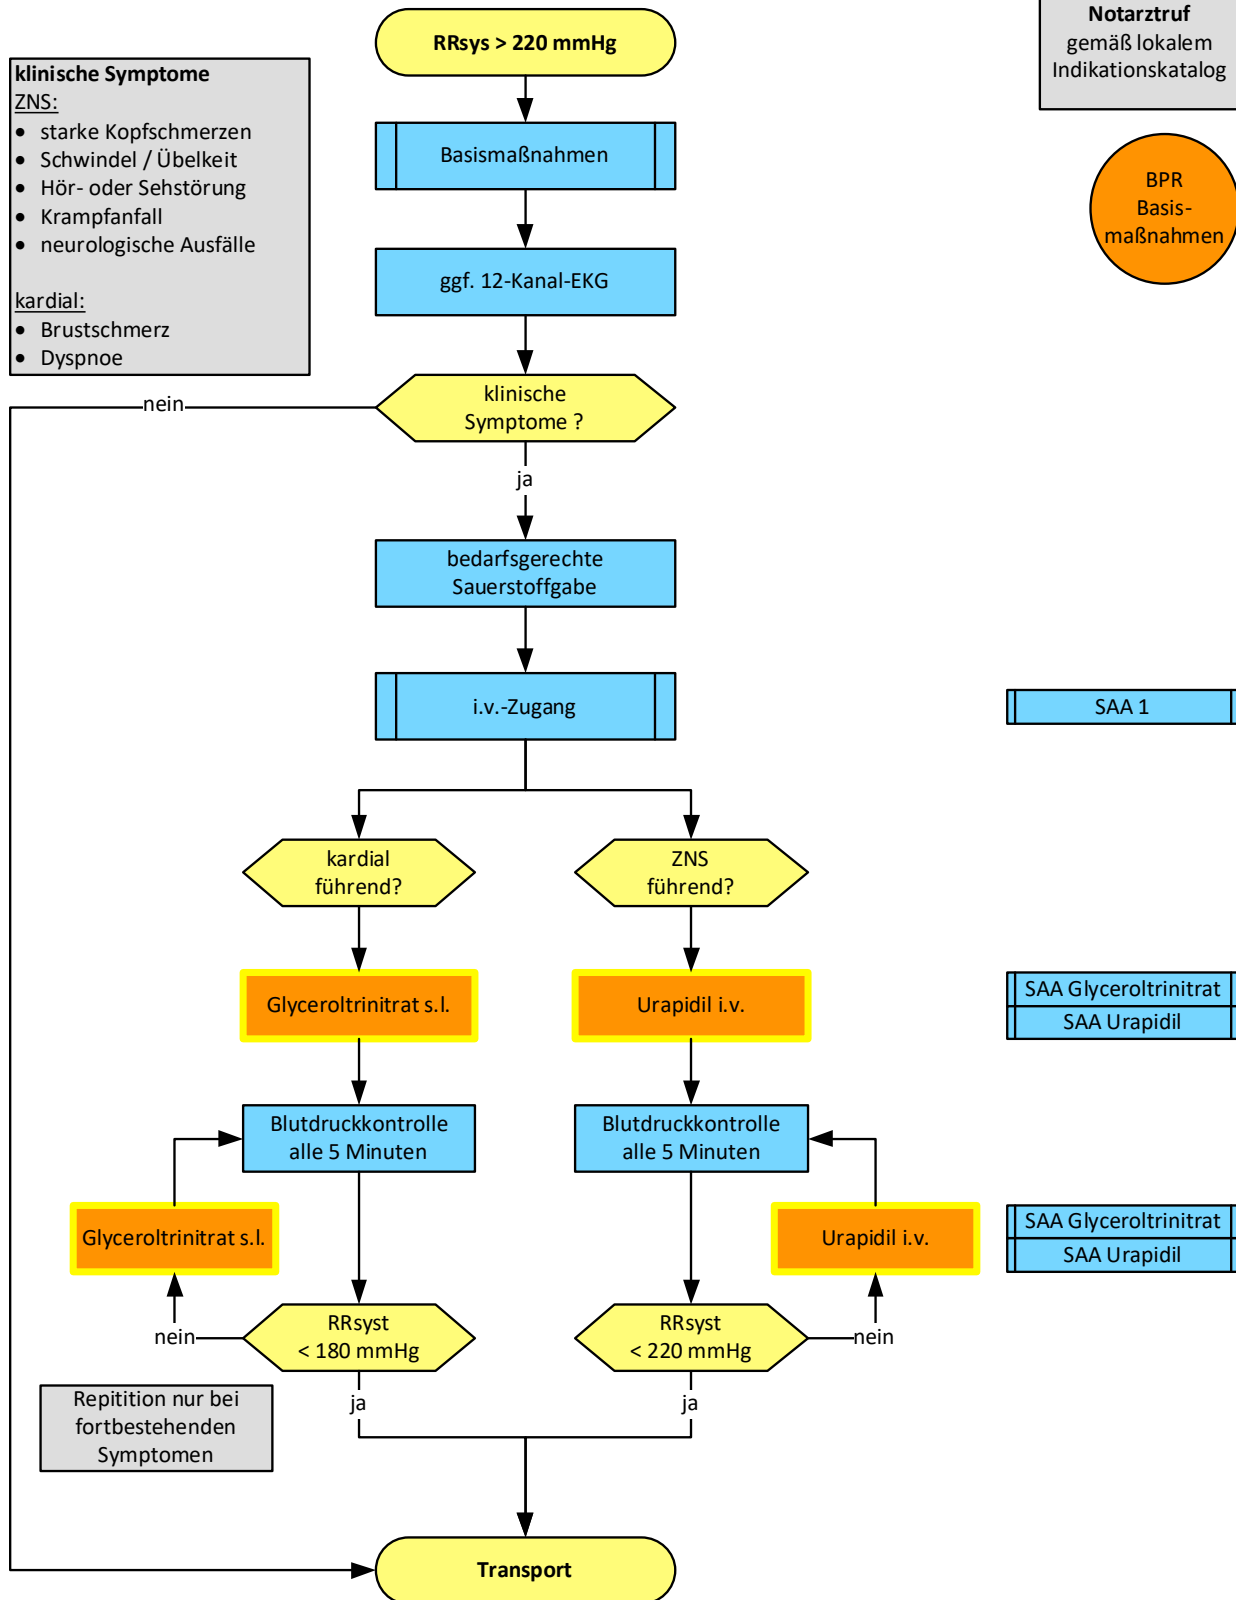 RRsys > 220 mmHg
Notarztruf
gemäß lokalem
Indikationskatalog
klinische Symptome
ZNS:
• starke Kopfschmerzen
• Schwindel / Übelkeit
• Hör- oder Sehstörung
• Krampfanfall
• neurologische Ausfälle
kardial:
• Brustschmerz
• Dyspnoe
Basismaßnahmen
BPR
Basis-
maßnahmen
ggf. 12-Kanal-EKG
nein
klinische
Symptome ?
ja
bedarfsgerechte
Sauerstoffgabe
i.v.-Zugang
SAA 1
kardial
führend?
ZNS
führend?
Glyceroltrinitrat s.l.
Urapidil i.v.
SAA Glyceroltrinitrat
SAA Urapidil
Blutdruckkontrolle
alle 5 Minuten
Blutdruckkontrolle
alle 5 Minuten
Glyceroltrinitrat s.l.
Urapidil i.v.
SAA Glyceroltrinitrat
SAA Urapidil
nein
RRsyst
< 180 mmHg
RRsyst
< 220 mmHg
nein
Repitition nur bei
fortbestehenden
Symptomen
ja
ja
Transport